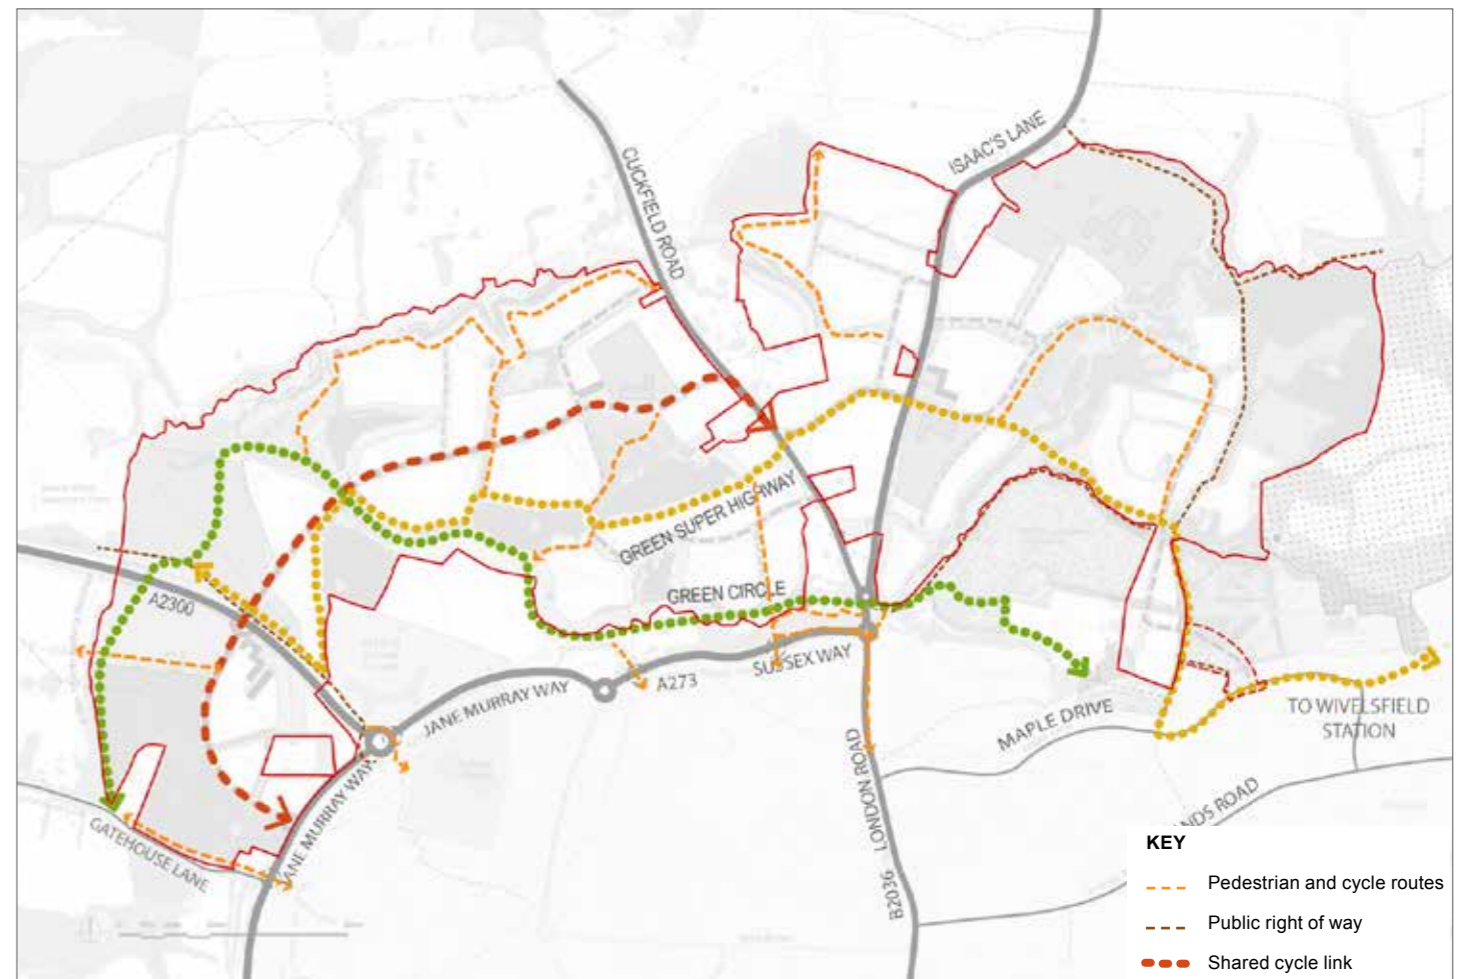 ISAAC'S LANE
CUCKFIELD ROAD
GREEN SUPER HIGHWAY
GREEN CIRCLE
A2300
SUSSEX WAY
A273
JANE MURRAY WAY
MAPLE DRIVE
TO WIVELSFIELD
STATION
LONDON ROAD
B2036
JANE MURRAY WAY
GATEHOUSE LANE
NDS ROAD
KEY
Pedestrian and cycle routes
Public right of way
Shared cycle link